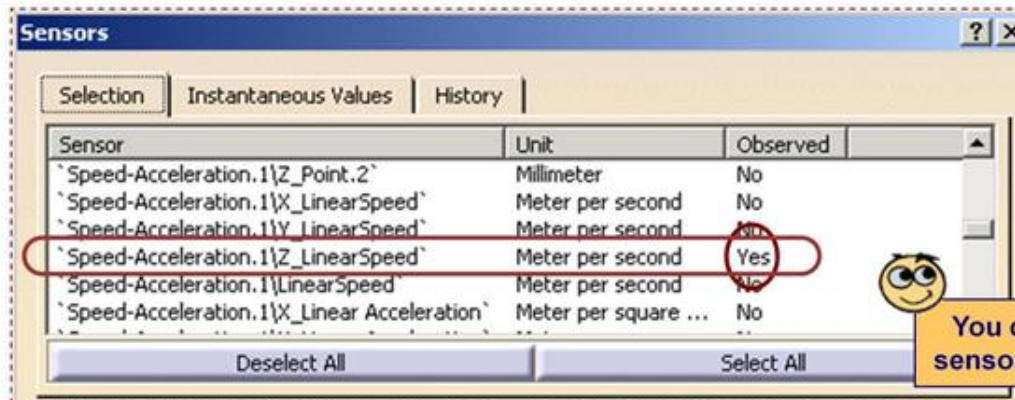 Sensors ? X
Selection Instantaneous Values History
Sensor Unit Observed
`Speed-Acceleration.1\Z_Point.2` Millimeter No
`Speed-Acceleration.1\X_LinearSpeed` Meter per second No
`Speed-Acceleration.1\Y_LinearSpeed` Meter per second No
`Speed-Acceleration.1\Z_LinearSpeed` Meter per second Yes
`Speed-Acceleration.1\LinearSpeed` Meter per second No
`Speed-Acceleration.1\X_Linear Acceleration` Meter per square ... No
Deselect All Select All
You